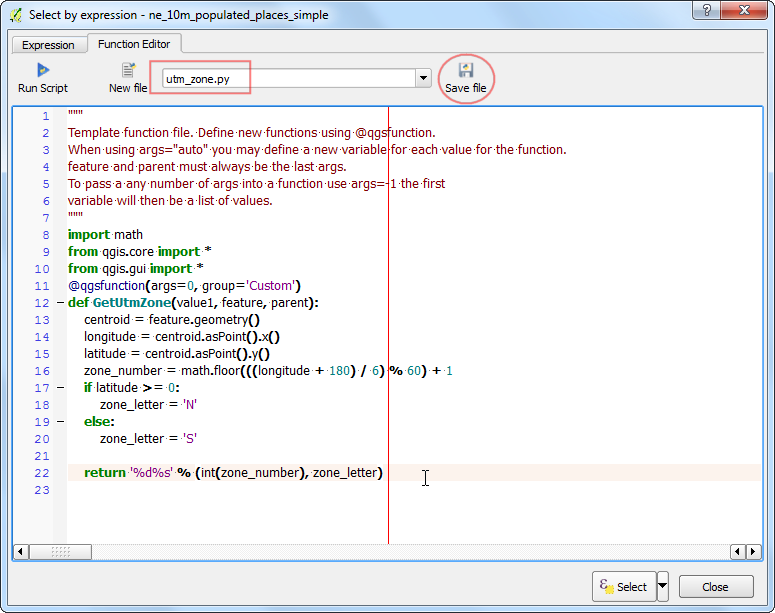 Select by expression - ne_10m_populated_places_simple
Expression
Function Editor
Run Script
New file
utm_zone.py
Save file
1 """
2 Template function file. Define new functions using @qgsfunction.
3 When using args="auto" you may define a new variable for each value for the function.
4 feature and parent must always be the last args.
5 To pass a any number of args into a function use args=-1 the first
6 variable will then be a list of values.
7 """
8 import math
9 from qgis.core import *
10 from qgis.gui import *
11 @qgsfunction(args=0, group='Custom')
12 def GetUtmZone(value1, feature, parent):
13     centroid = feature.geometry()
14     longitude = centroid.asPoint().x()
15     latitude = centroid.asPoint().y()
16     zone_number = math.floor(((longitude + 180) / 6) % 60) + 1
17     if latitude >= 0:
18         zone_letter = 'N'
19     else:
20         zone_letter = 'S'
21
22     return '%d%s' % (int(zone_number), zone_letter)
23
Select
Close